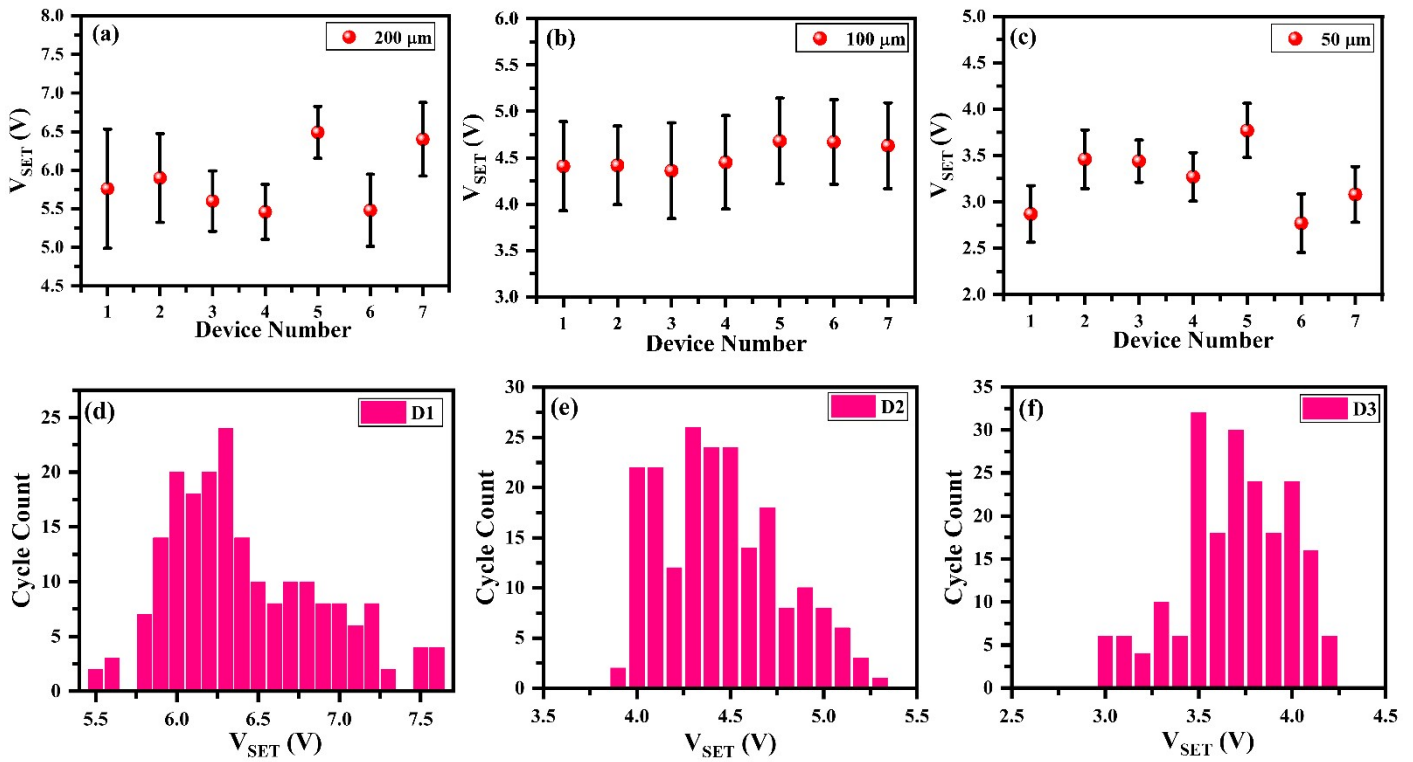 (a)
200 μm
8.0
7.5
7.0
6.5
6.0
5.5
5.0
4.5
V_SET (V)
1 2 3 4 5 6 7
Device Number
(b)
100 μm
6.0
5.5
5.0
4.5
4.0
3.5
3.0
V_SET (V)
1 2 3 4 5 6 7
Device Number
(c)
50 μm
5.0
4.5
4.0
3.5
3.0
2.5
2.0
V_SET (V)
1 2 3 4 5 6 7
Device Number
(d)
D1
25
20
15
10
5
0
Cycle Count
5.5 6.0 6.5 7.0 7.5
V_SET (V)
(e)
D2
30
25
20
15
10
5
0
Cycle Count
3.5 4.0 4.5 5.0 5.5
V_SET (V)
(f)
D3
35
30
25
20
15
10
5
0
Cycle Count
2.5 3.0 3.5 4.0 4.5
V_SET (V)